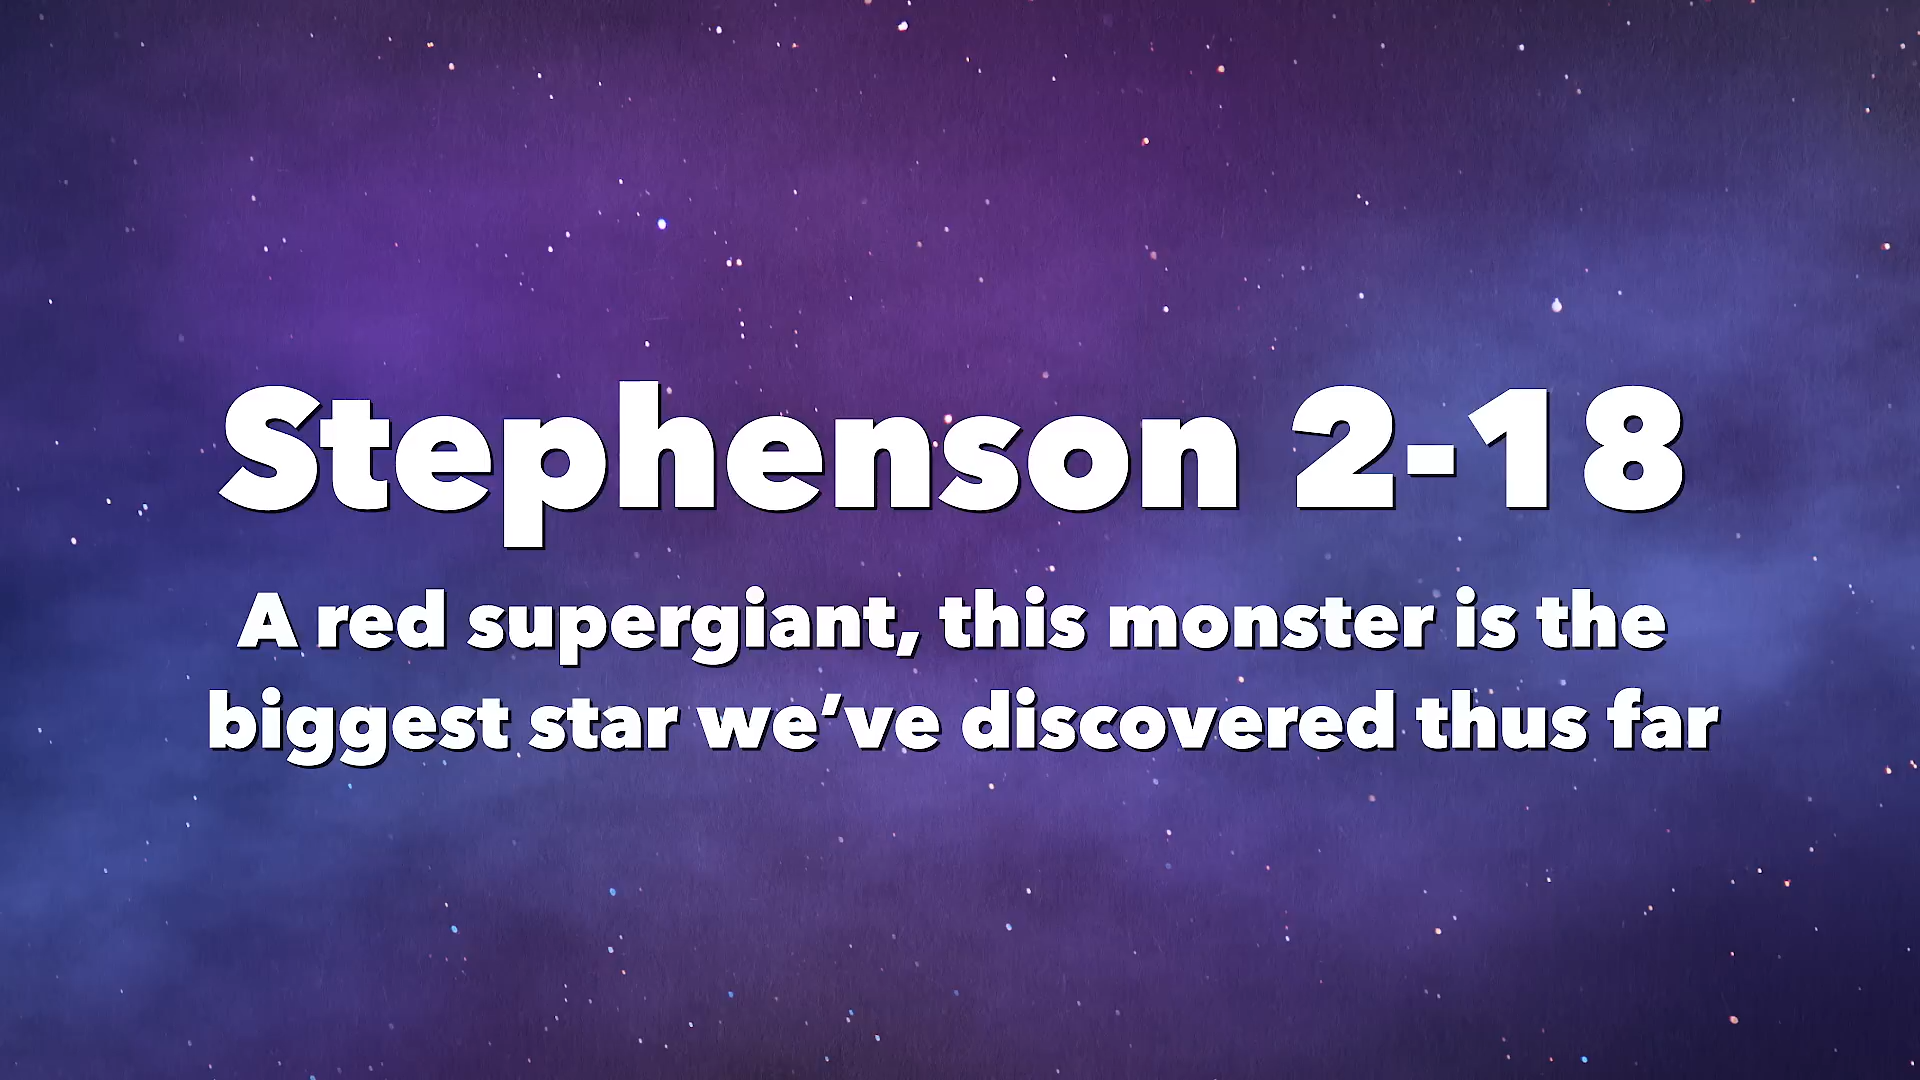 Stephenson 2-18
A red supergiant, this monster is the
biggest star we’ve discovered thus far